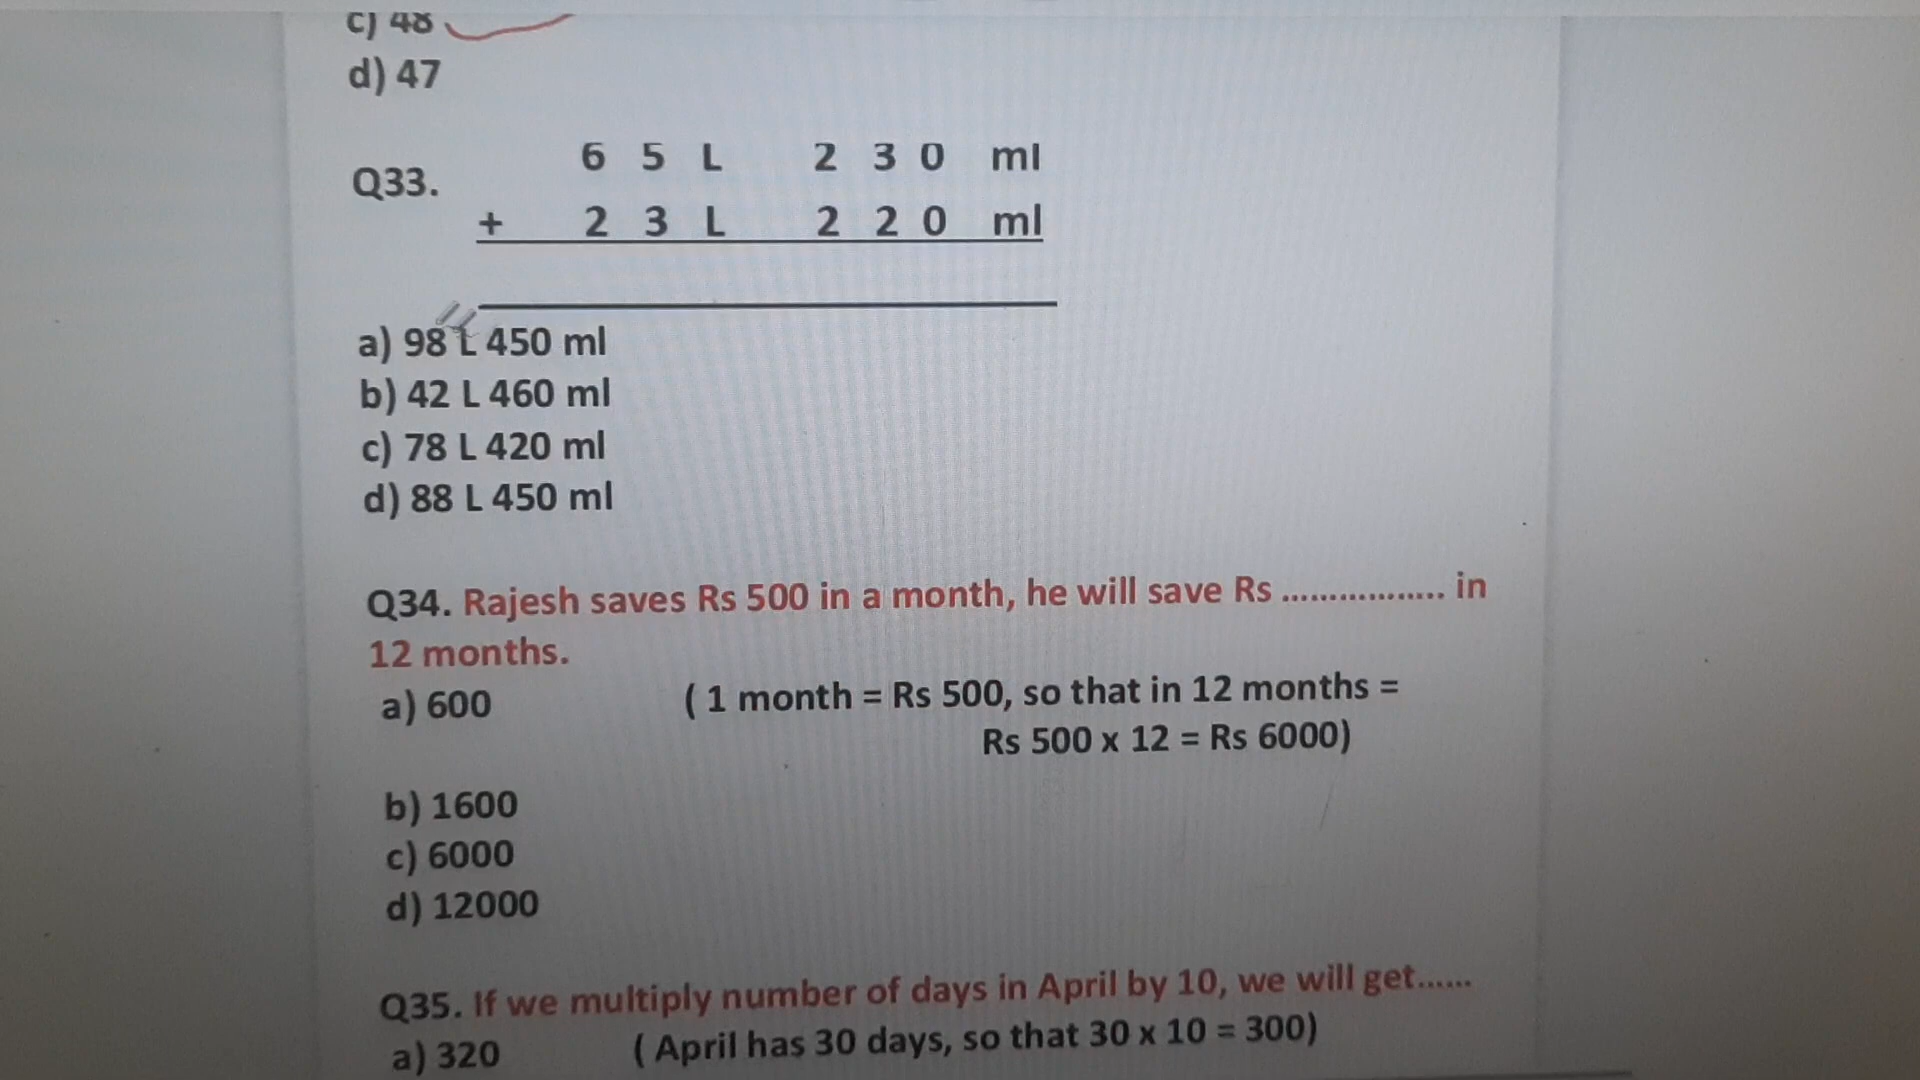 c) 48
d) 47
Q33.
6 5 L 2 3 0 ml
+ 2 3 L 2 2 0 ml
a) 98 L 450 ml
b) 42 L 460 ml
c) 78 L 420 ml
d) 88 L 450 ml
Q34. Rajesh saves Rs 500 in a month, he will save Rs ................. in
12 months.
a) 600 ( 1 month = Rs 500, so that in 12 months =
Rs 500 x 12 = Rs 6000)
b) 1600
c) 6000
d) 12000
Q35. If we multiply number of days in April by 10, we will get......
a) 320 ( April has 30 days, so that 30 x 10 = 300)